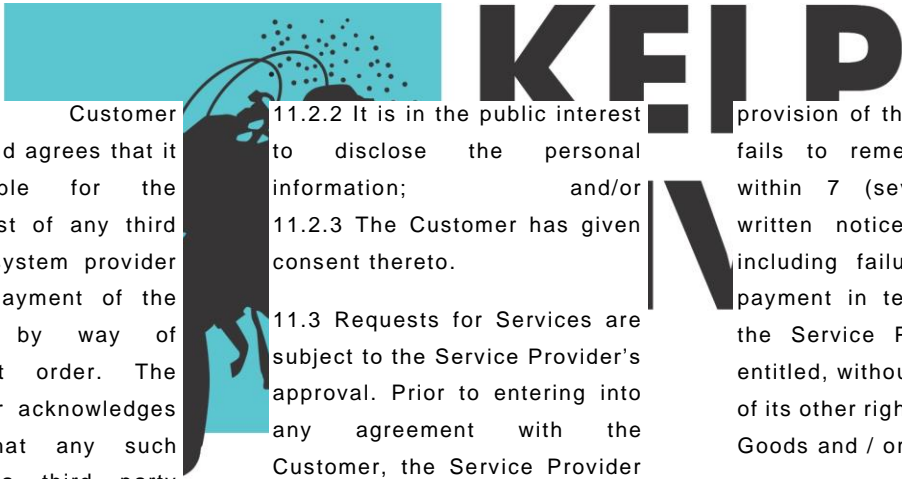 KELP
Customer
d agrees that it
for the
st of any third
system provider
ayment of the
by way of
order. The
acknowledges
any such
third party
11.2.2 It is in the public interest
to disclose the personal
information; and/or
11.2.3 The Customer has given
consent thereto.
11.3 Requests for Services are
subject to the Service Provider's
approval. Prior to entering into
any agreement with the
Customer, the Service Provider
provision of th
fails to reme
within 7 (sev
written notice
including failu
payment in te
the Service P
entitled, withou
of its other righ
Goods and / or